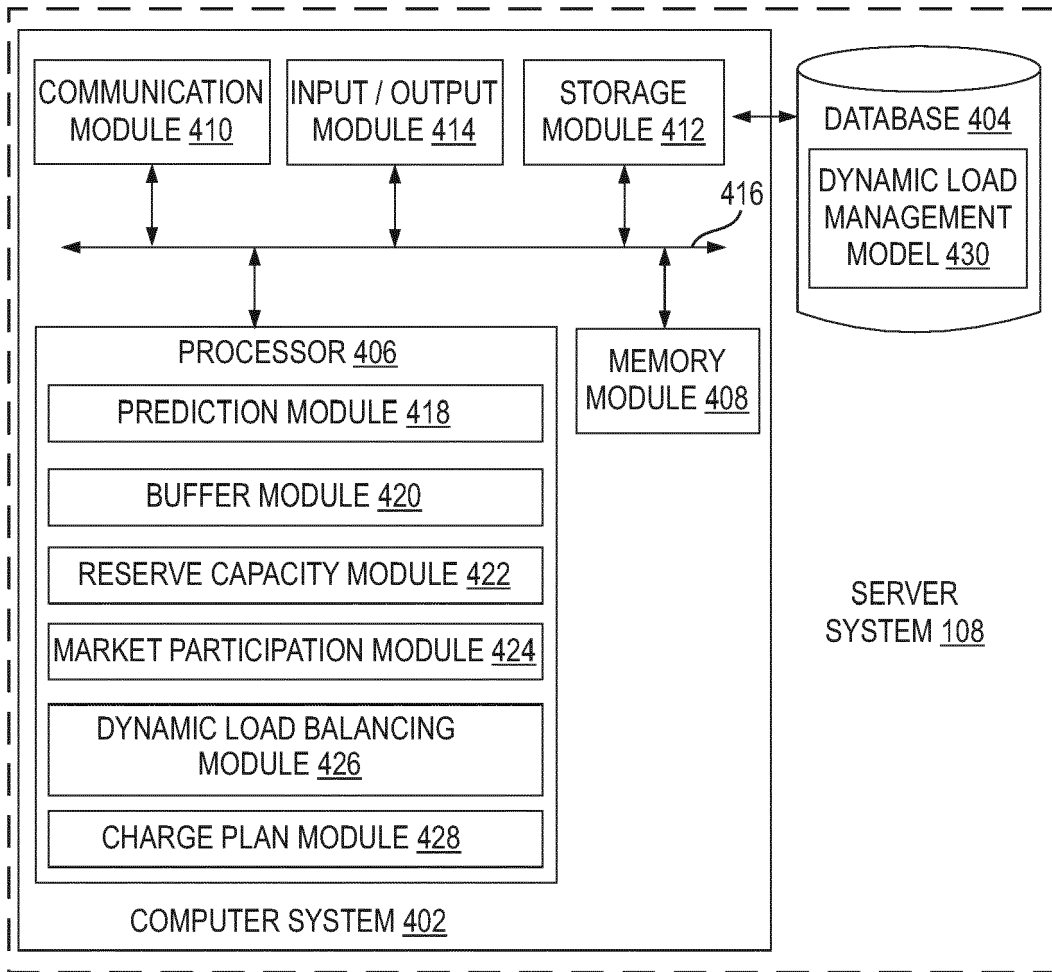 COMMUNICATION
MODULE 410
INPUT / OUTPUT
MODULE 414
STORAGE
MODULE 412
DATABASE 404
DYNAMIC LOAD
MANAGEMENT
MODEL 430
416
PROCESSOR 406
PREDICTION MODULE 418
BUFFER MODULE 420
RESERVE CAPACITY MODULE 422
MARKET PARTICIPATION MODULE 424
DYNAMIC LOAD BALANCING
MODULE 426
CHARGE PLAN MODULE 428
MEMORY
MODULE 408
SERVER
SYSTEM 108
COMPUTER SYSTEM 402